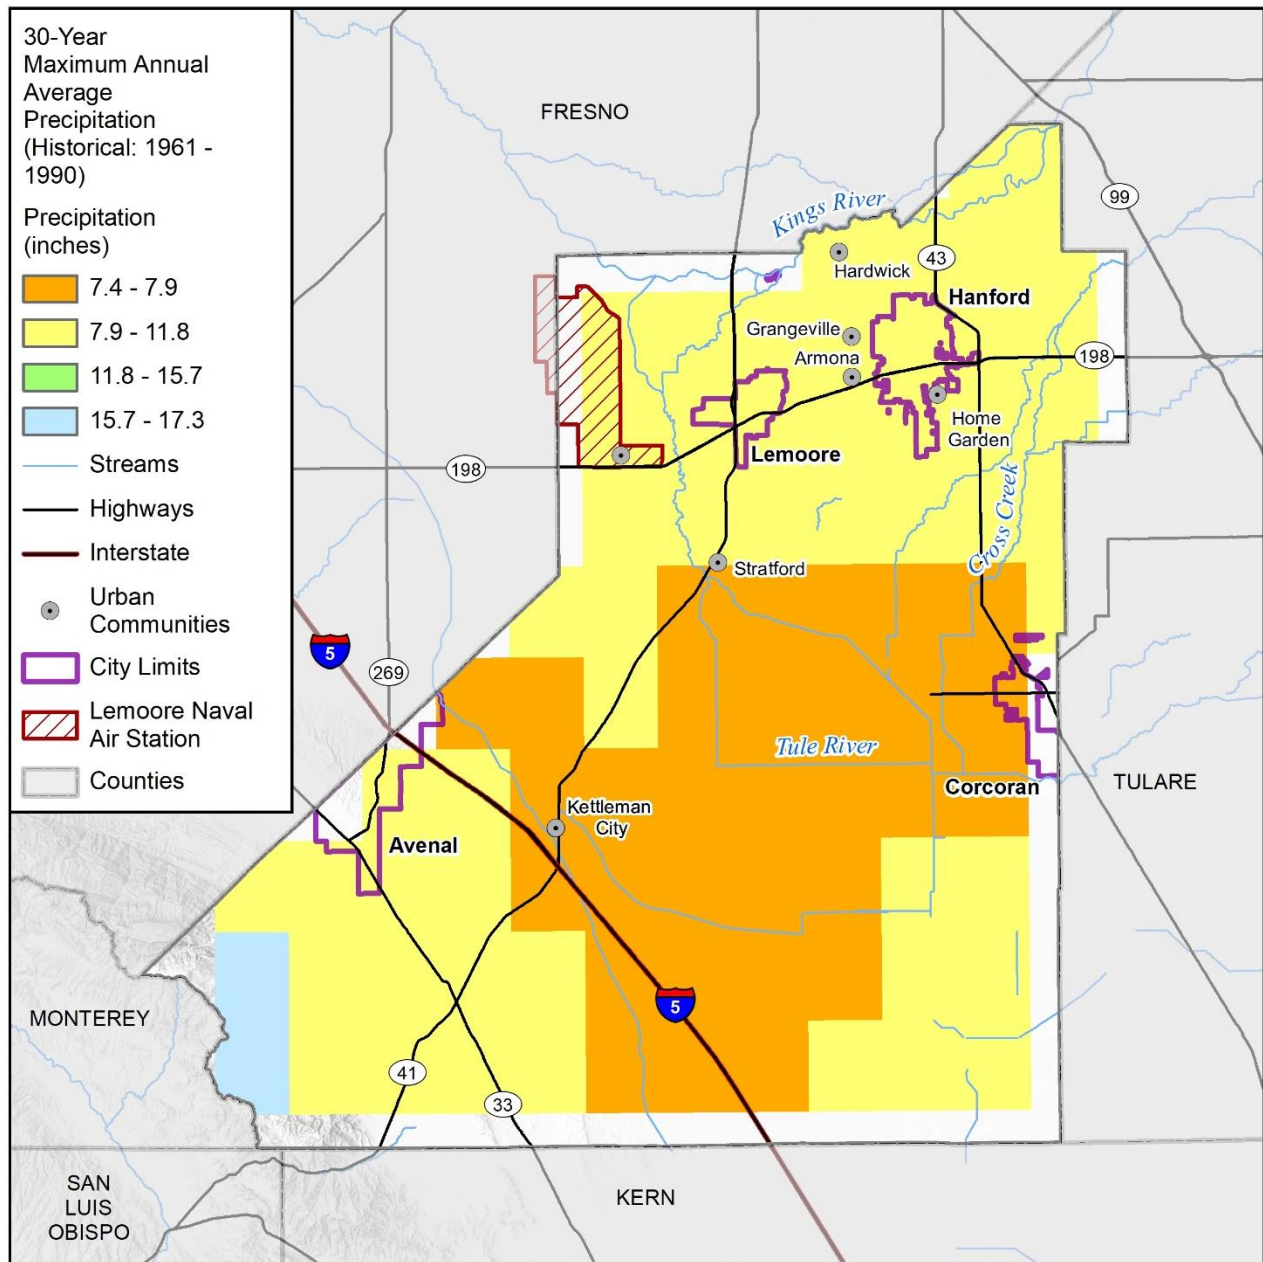 30-Year
Maximum Annual
Average
Precipitation
(Historical: 1961 -
1990)
Precipitation
(inches)
7.4 - 7.9
7.9 - 11.8
11.8 - 15.7
15.7 - 17.3
Streams
Highways
Interstate
Urban
Communities
City Limits
Lemoore Naval
Air Station
Counties
FRESNO
99
Kings River
Hardwick
43
Hanford
Grangeville
Armona
198
Home
Garden
Lemoore
198
Cross Creek
Stratford
5
269
Tule River
TULARE
Corcoran
Kettleman
City
Avenal
5
MONTEREY
41
33
SAN
LUIS
OBISPO
KERN